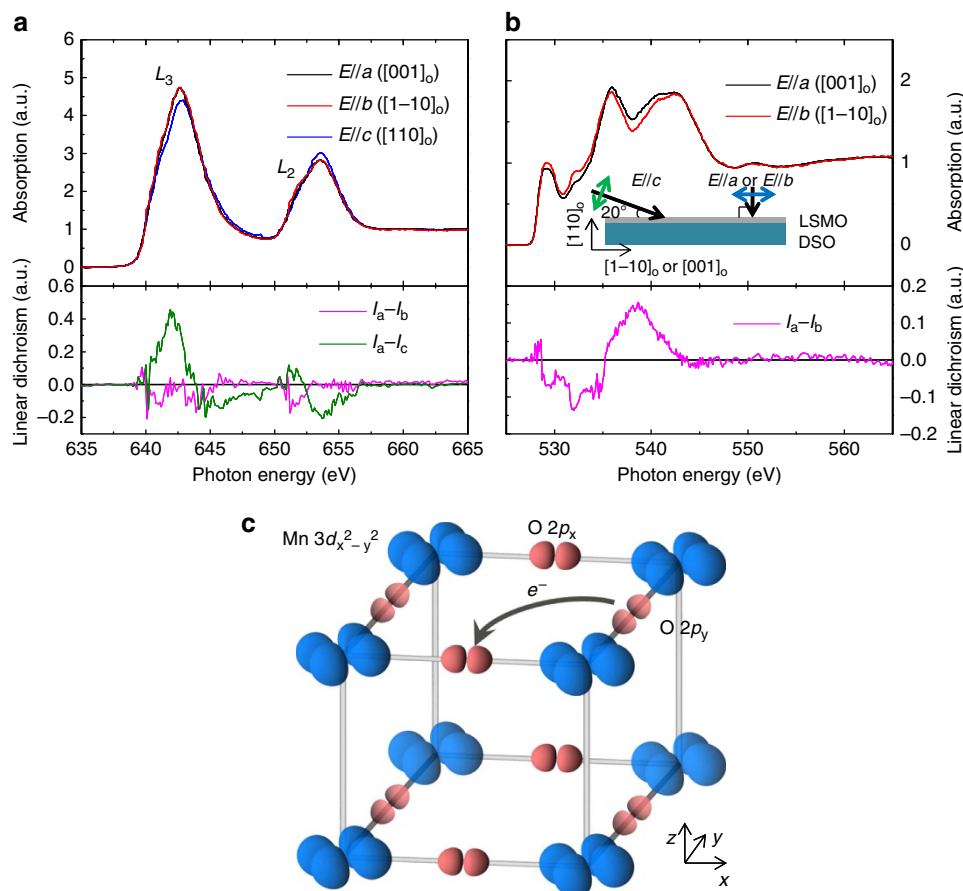 a
Absorption (a.u.)
6
5
4
3
2
1
0
L3
L2
E//a ([001]o)
E//b ([1–10]o)
E//c ([110]o)
Linear dichroism (a.u.)
0.6
0.4
0.2
0.0
–0.2
Ia–Ib
Ia–Ic
635 640 645 650 655 660 665
Photon energy (eV)
b
E//a ([001]o)
E//b ([1–10]o)
2
1
0
Absorption (a.u.)
E//c
E//a or E//b
20°
LSMO
DSO
[110]o
[1–10]o or [001]o
Ia–Ib
0.2
0.1
0.0
–0.1
–0.2
Linear dichroism (a.u.)
530 540 550 560
Photon energy (eV)
c
Mn 3dx2–y2
O 2px
e–
O 2py
z
y
x